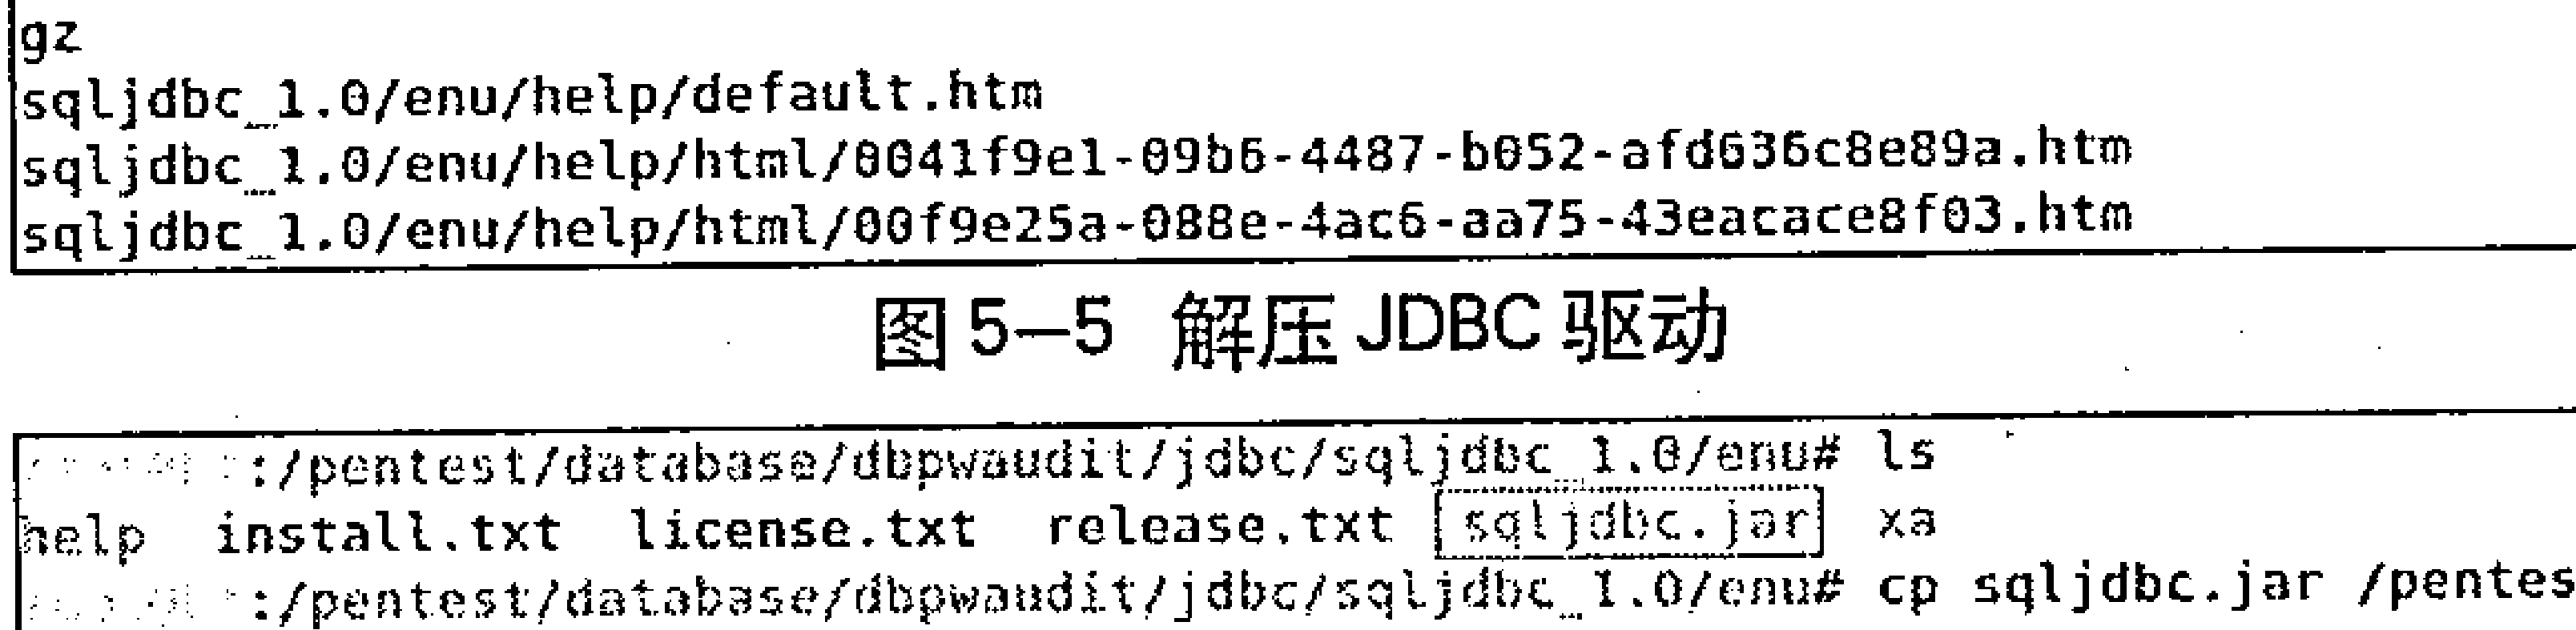 gz
sqljdbc_1.0/enu/help/default.htm
sqljdbc_1.0/enu/help/html/0041f9e1-09b6-4487-b052-afd636c8e89a.htm
sqljdbc_1.0/enu/help/html/00f9e25a-088e-4ac6-aa75-43eacace8f03.htm
图 5—5 解压 JDBC 驱动
:/pentest/database/dbpwaudit/jdbc/sqljdbc_1.0/enu# ls
help install.txt license.txt release.txt sqljdbc.jar xa
:/pentest/database/dbpwaudit/jdbc/sqljdbc_1.0/enu# cp sqljdbc.jar /pentes